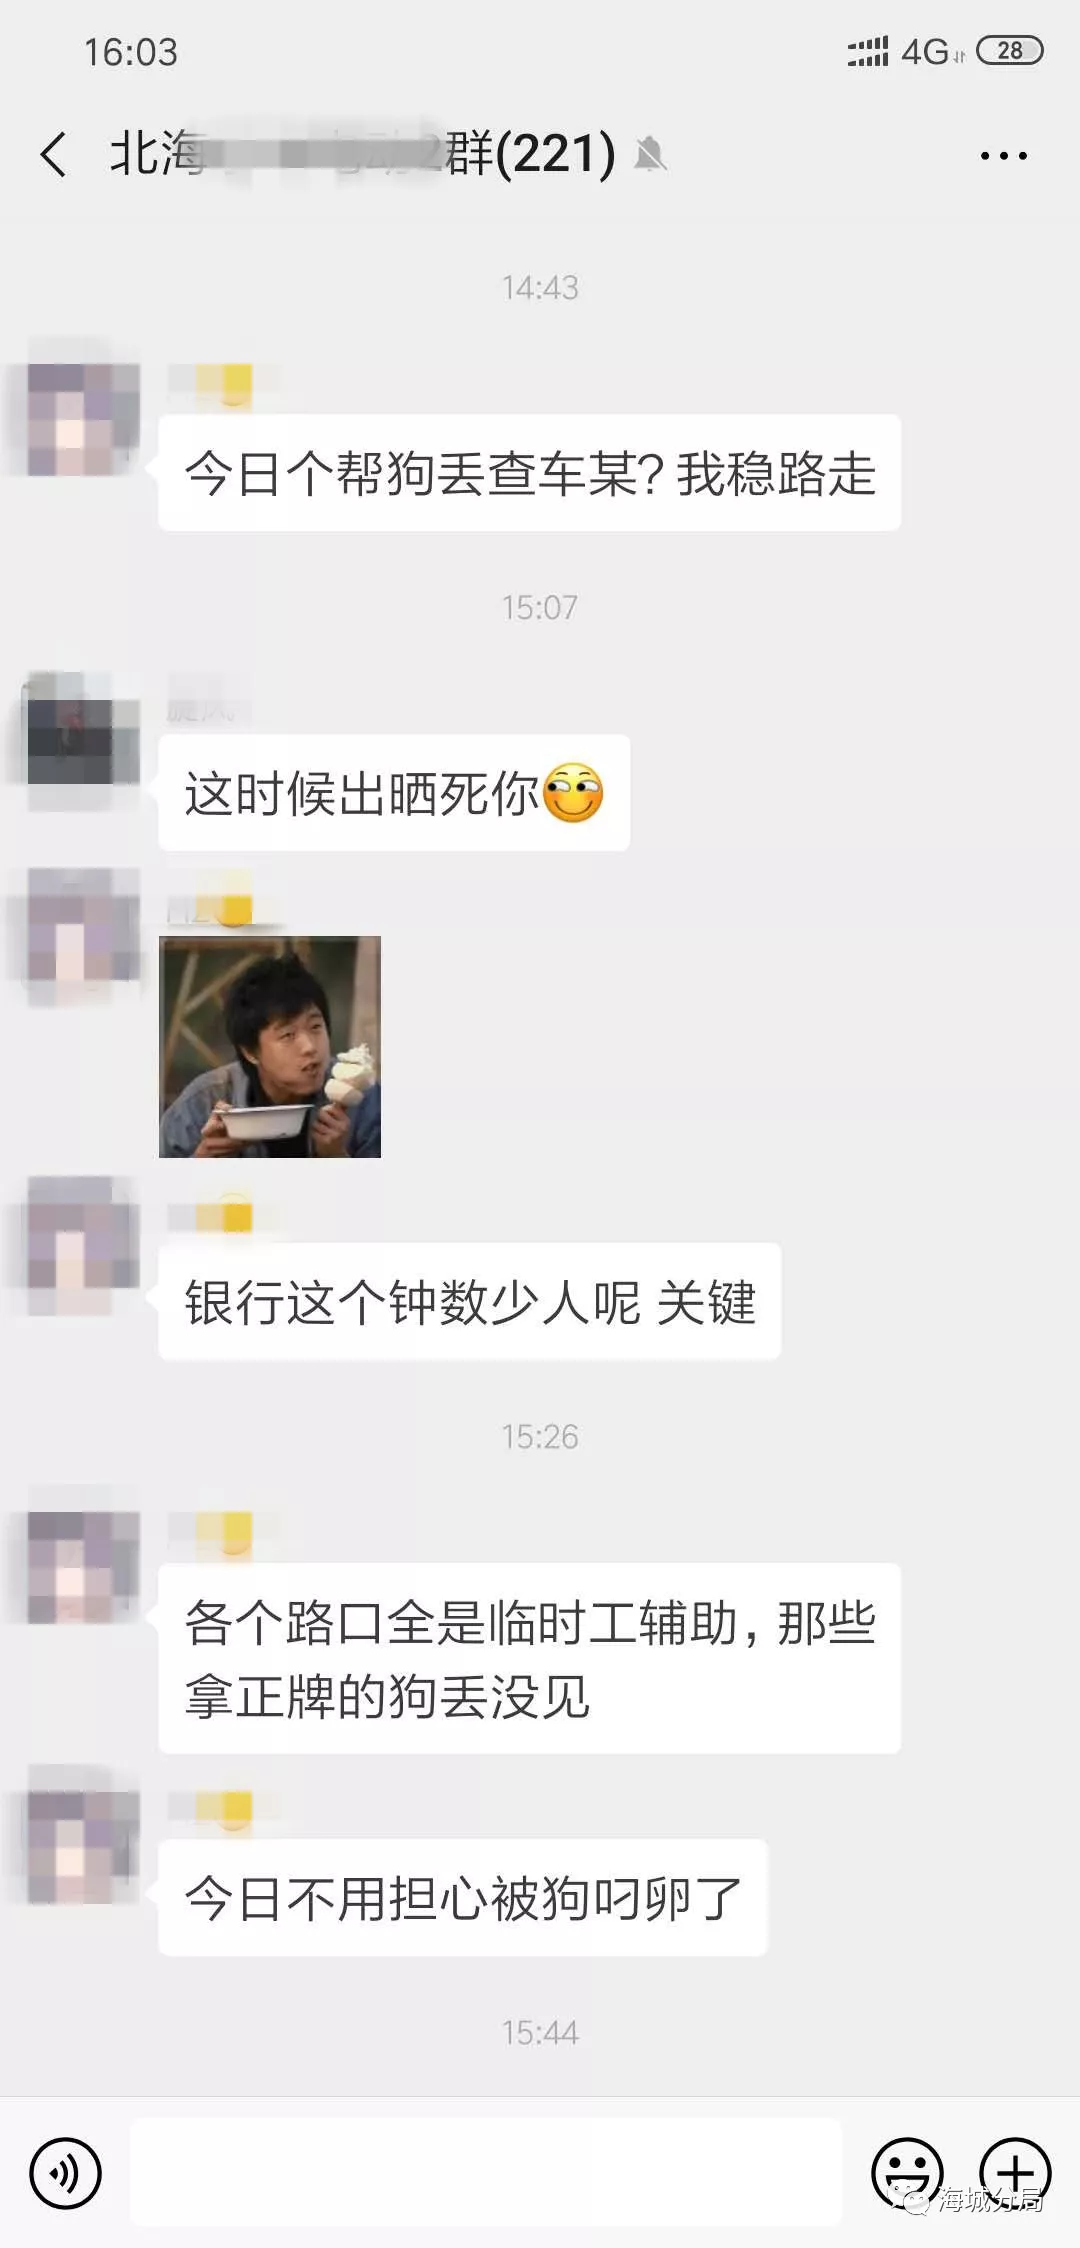 16:03
4G
28
北海 2群(221)
14:43
今日个帮狗丢查车某?我稳路走
15:07
旋风
这时候出晒死你
银行这个钟数少人呢 关键
15:26
各个路口全是临时工辅助,那些
拿正牌的狗丢没见
今日不用担心被狗叼卵了
15:44
海城分局